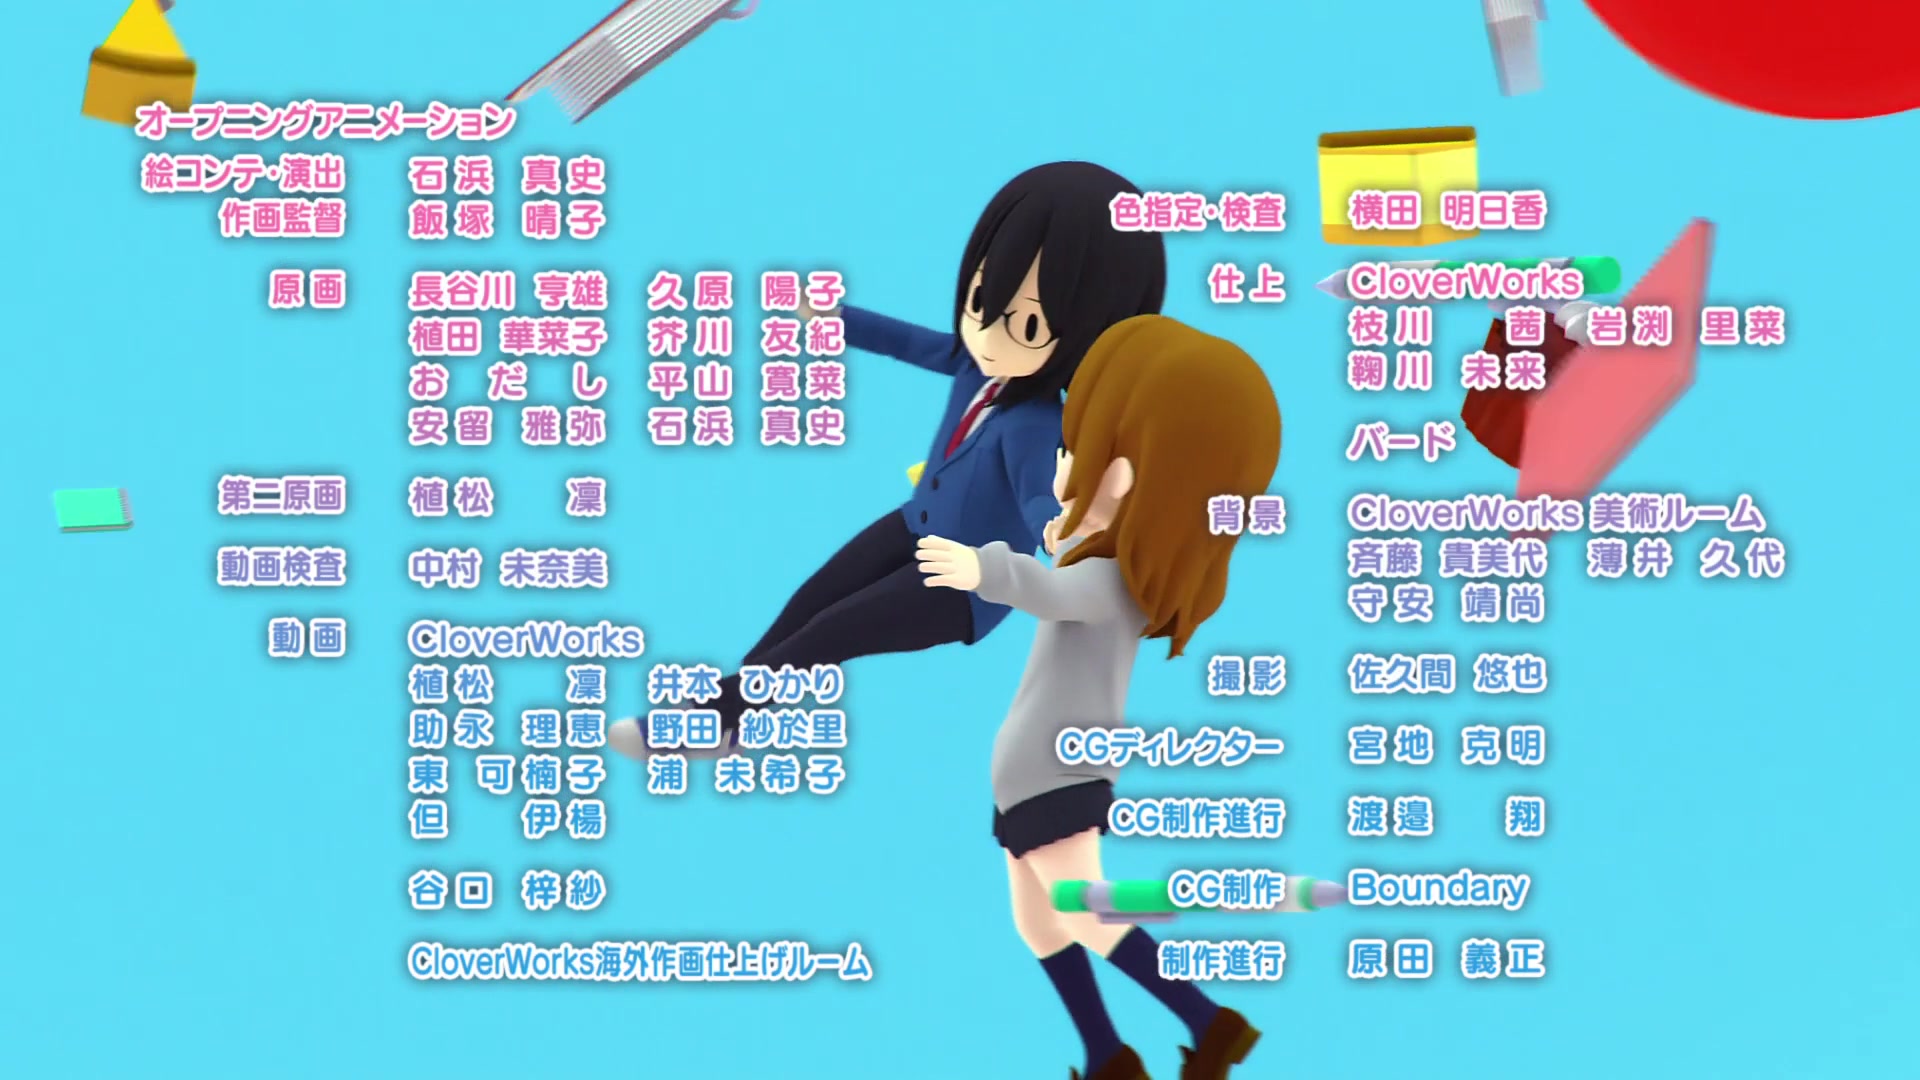 オープニングアニメーション
絵コンテ・演出 石浜 真史
作画監督 飯塚 晴子
原画 長谷川 亨雄 久原 陽子
植田 華菜子 芥川 友紀
おだし 平山 寛菜
安留 雅弥 石浜 真史
第二原画 植松 凜
動画検査 中村 未奈美
動画 CloverWorks
植松 凜 井本 ひかり
助永 理恵 野田 紗於里
東 可楠子 浦 未希子
但 伊楊
谷口 梓紗
CloverWorks海外作画仕上げルーム
色指定・検査 横田 明日香
仕上 CloverWorks
枝川 茜 岩渕 里菜
鞠川 未来
バード
背景 CloverWorks 美術ルーム
斉藤 貴美代 薄井 久代
守安 靖尚
撮影 佐久間 悠也
CGディレクター 宮地 克明
CG制作進行 渡邉 翔
CG制作 Boundary
制作進行 原田 義正